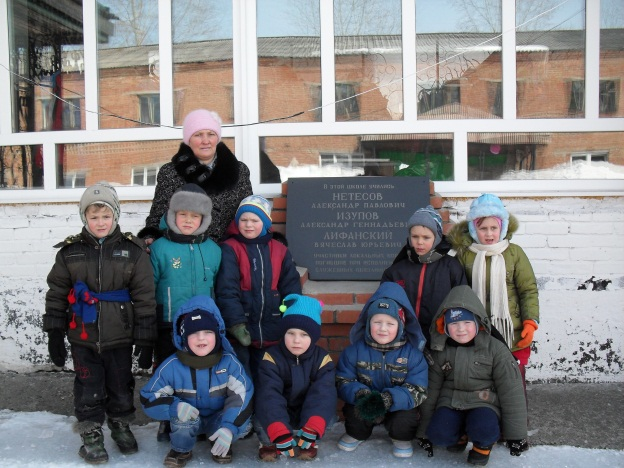 В этой школе учились
НЕТЕСОВ
АЛЕКСАНДР ПАВЛОВИЧ
ИЗУПОВ
АЛЕКСАНДР ГЕННАДЬЕВИЧ
ЛИФАНСКИЙ
ВЯЧЕСЛАВ ЮРЬЕВИЧ